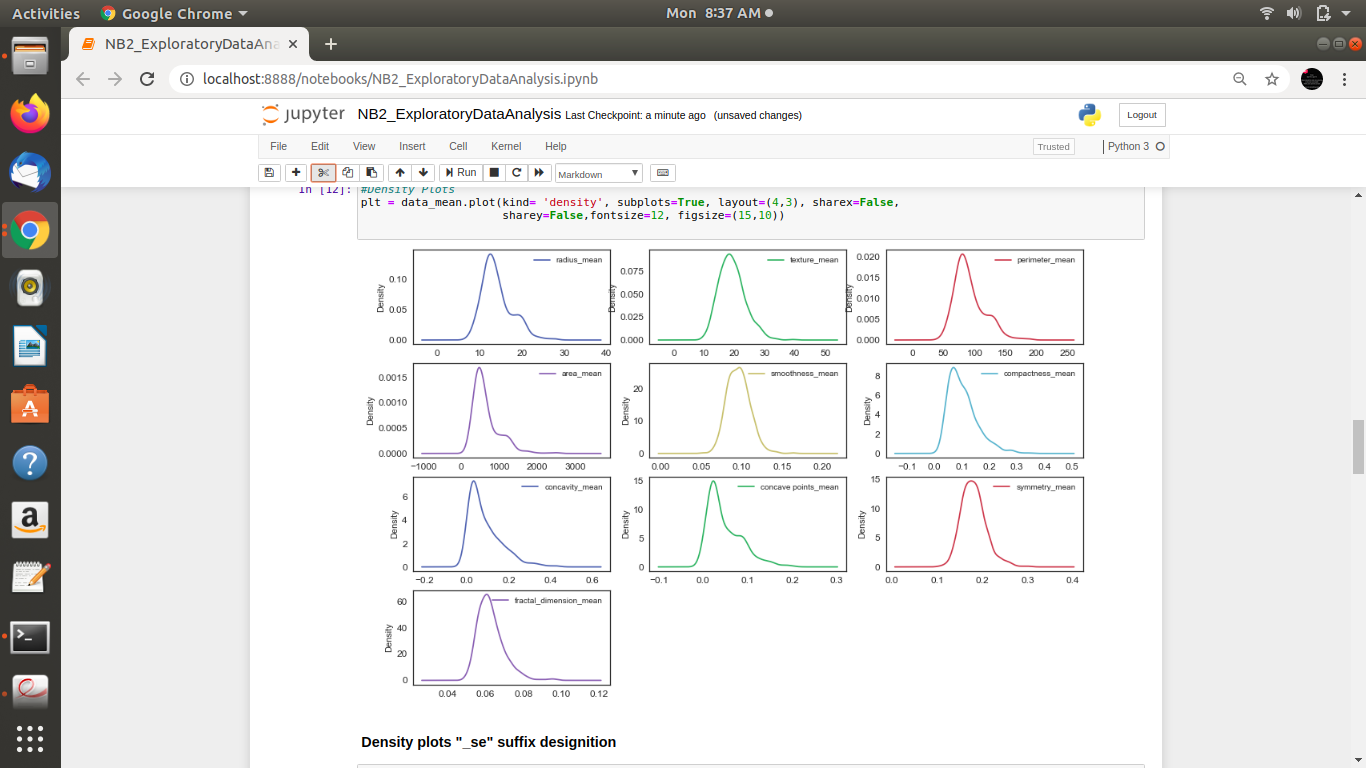 Activities Google Chrome Mon 8:37 AM
NB2_ExploratoryDataAna
localhost:8888/notebooks/NB2_ExploratoryDataAnalysis.ipynb
jupyter NB2_ExploratoryDataAnalysis Last Checkpoint: a minute ago (unsaved changes) Logout
File Edit View Insert Cell Kernel Help Trusted Python 3
Run Markdown
In [12]: #Density Plots
plt = data_mean.plot(kind= 'density', subplots=True, layout=(4,3), sharex=False,
sharey=False,fontsize=12, figsize=(15,10))
radius_mean
Density
0.10
0.05
0.00
0 10 20 30 40
texture_mean
Density
0.075
0.050
0.025
0.000
0 10 20 30 40 50
perimeter_mean
Density
0.020
0.015
0.010
0.005
0.000
0 50 100 150 200 250
area_mean
Density
0.0015
0.0010
0.0005
0.0000
−1000 0 1000 2000 3000
smoothness_mean
Density
20
10
0
0.00 0.05 0.10 0.15 0.20
compactness_mean
Density
8
6
4
2
0
−0.1 0.0 0.1 0.2 0.3 0.4 0.5
concavity_mean
Density
6
4
2
0
−0.2 0.0 0.2 0.4 0.6
concave points_mean
Density
15
10
5
0
−0.1 0.0 0.1 0.2 0.3
symmetry_mean
Density
15
10
5
0
0.0 0.1 0.2 0.3 0.4
fractal_dimension_mean
Density
60
40
20
0
0.04 0.06 0.08 0.10 0.12
Density plots "_se" suffix designition